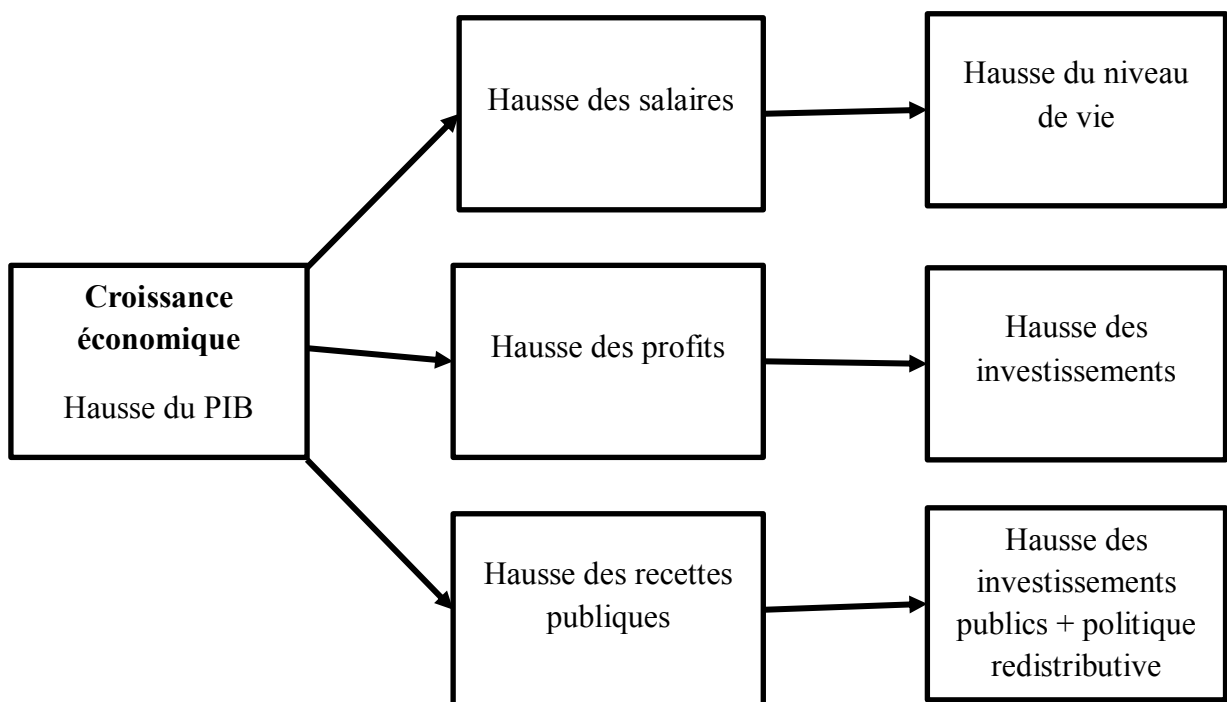 Hausse des salaires
Hausse du niveau
de vie
Croissance
économique
Hausse du PIB
Hausse des profits
Hausse des
investissements
Hausse des recettes
publiques
Hausse des
investissements
publics + politique
redistributive